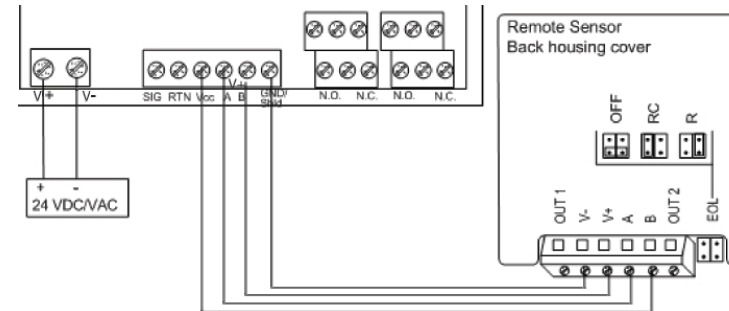 Remote Sensor
Back housing cover
OFF
RC
R
V+
V-
SIG RTN Vcc A B GND/
V+
Shld
N.O. N.C. N.O. N.C.
+ -
24 VDC/VAC
OUT 1
V-
V+
A
B
OUT 2
EOL